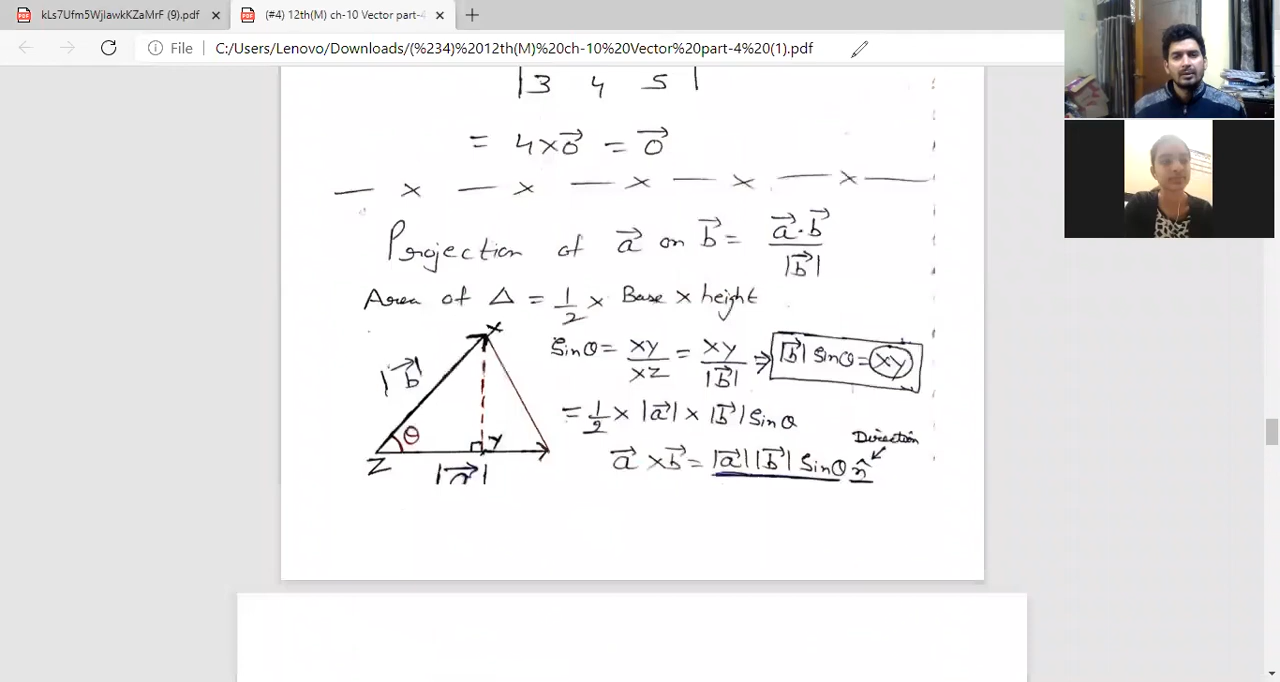 kLs7Ufm5WjlawkKZaMrF (9).pdf
(#4) 12th(M) ch-10 Vector part-4
File
C:/Users/Lenovo/Downloads/(%234)%2012th(M)%20ch-10%20Vector%20part-4%20(1).pdf
|3 4 5|
= 4×0⃗ = 0⃗
— × — × — × — × — × —
Projection of a⃗ on b⃗ = a⃗·b⃗ / |b⃗|
Area of Δ = 1/2 × Base × height
X
|b⃗|
θ
Z
Y
Sinθ = XY/XZ = XY/|b⃗| ⇒ |b⃗| Sinθ = XY
= 1/2 × |a⃗| × |b⃗| Sinθ
Direction
a⃗ × b⃗ = |a⃗| |b⃗| Sinθ n̂
|a⃗|